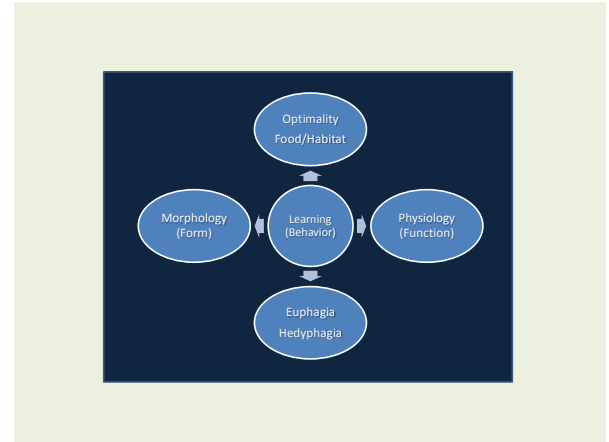 Optimality
Food/Habitat
Morphology
(Form)
Learning
(Behavior)
Physiology
(Function)
Euphagia
Hedyphagia